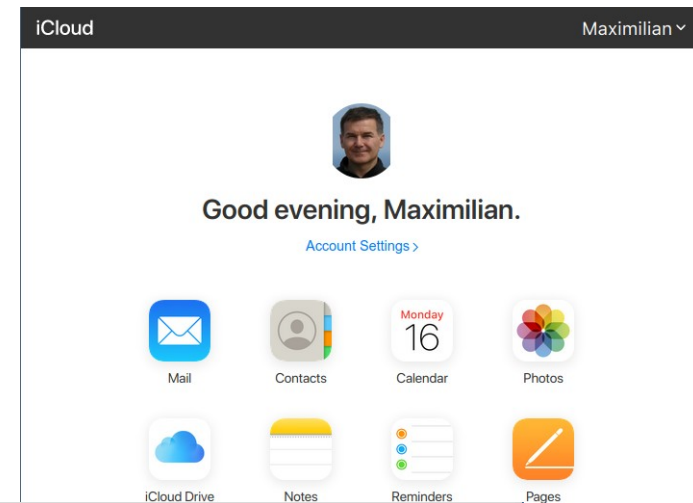 iCloud
Maximilian
Good evening, Maximilian.
Account Settings >
Monday
16
Mail
Contacts
Calendar
Photos
iCloud Drive
Notes
Reminders
Pages